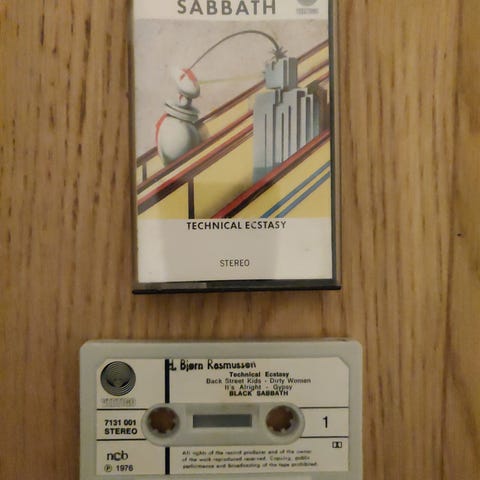 SABBATH
VERTIGO
TECHNICAL ECSTASY
STEREO
H. Bjørn Rasmussen
Technical Ecstasy
Back Street Kids - Dirty Women
It's Alright - Gypsy
BLACK SABBATH
VERTIGO
7131 001
STEREO
1
ncb
℗ 1976
All rights of the record producer and of the owner
of the work reproduced reserved. Copying, public
performance and broadcasting of the tape prohibited.